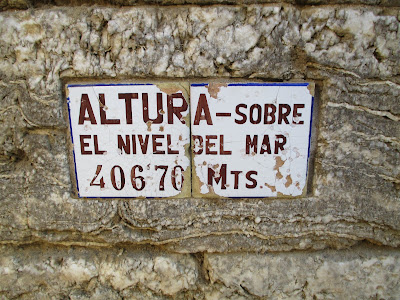 ALTURA-SOBRE
EL NIVEL DEL MAR
406'70 MTS.